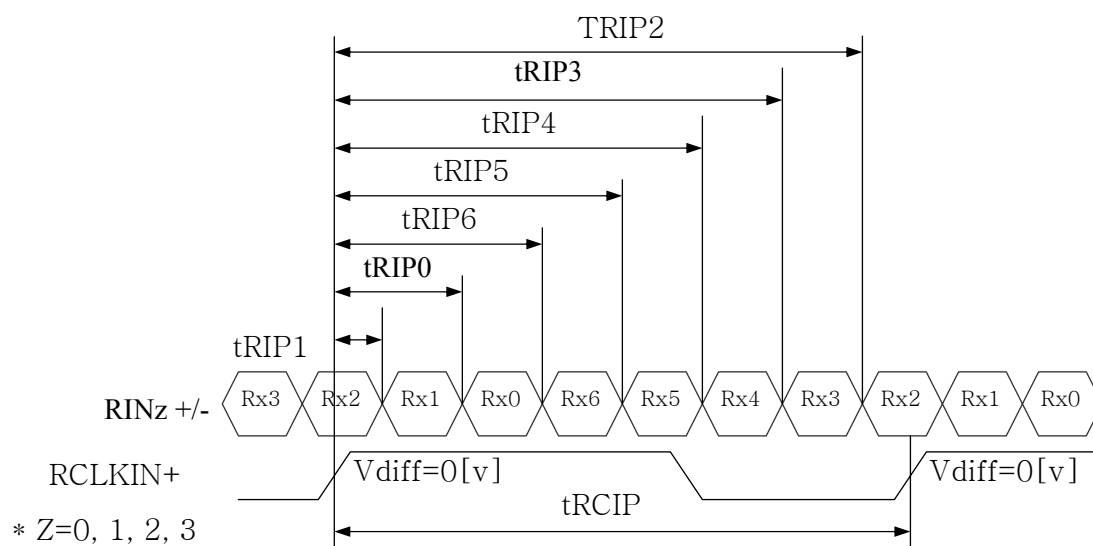 TRIP2
tRIP3
tRIP4
tRIP5
tRIP6
tRIP0
tRIP1
RINz +/- Rx3 Rx2 Rx1 Rx0 Rx6 Rx5 Rx4 Rx3 Rx2 Rx1 Rx0
RCLKIN+ Vdiff=0[v] Vdiff=0[v]
tRCIP
* Z=0, 1, 2, 3